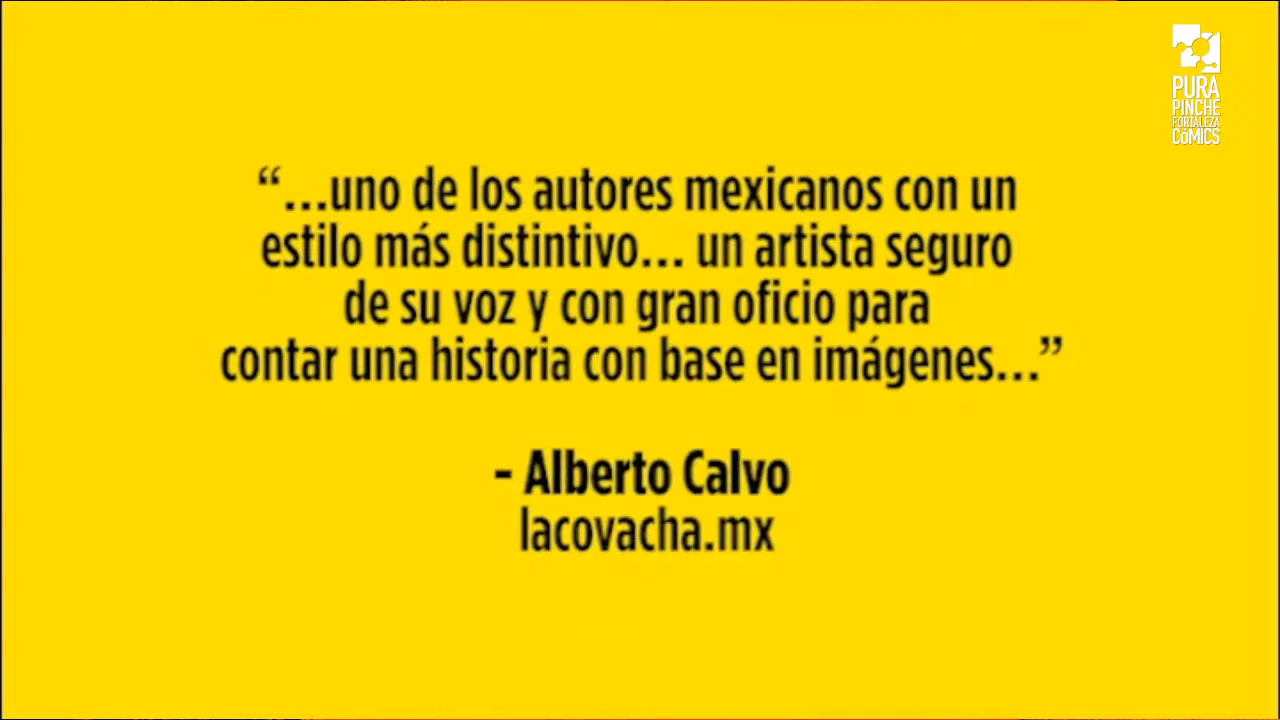 PURA
PINCHE
FORTALEZA
CÓMICS
“…uno de los autores mexicanos con un
estilo más distintivo… un artista seguro
de su voz y con gran oficio para
contar una historia con base en imágenes…”
- Alberto Calvo
lacovacha.mx